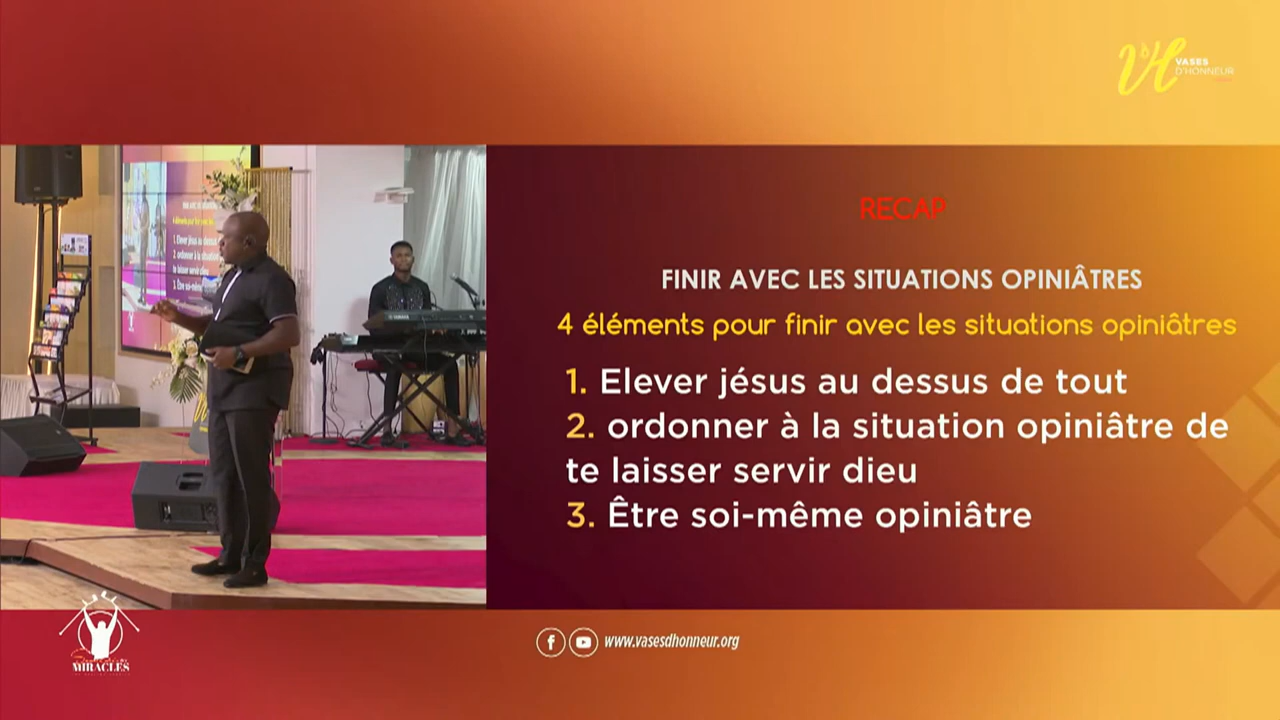 VASES
D'HONNEUR
RECAP
FINIR AVEC LES SITUATIONS OPINIÂTRES
4 éléments pour finir avec les situations opiniâtres
1. Elever jésus au dessus de tout
2. ordonner à la situation opiniâtre de
te laisser servir dieu
3. Être soi-même opiniâtre
YAMAHA
MIRACLES
www.vasesdhonneur.org